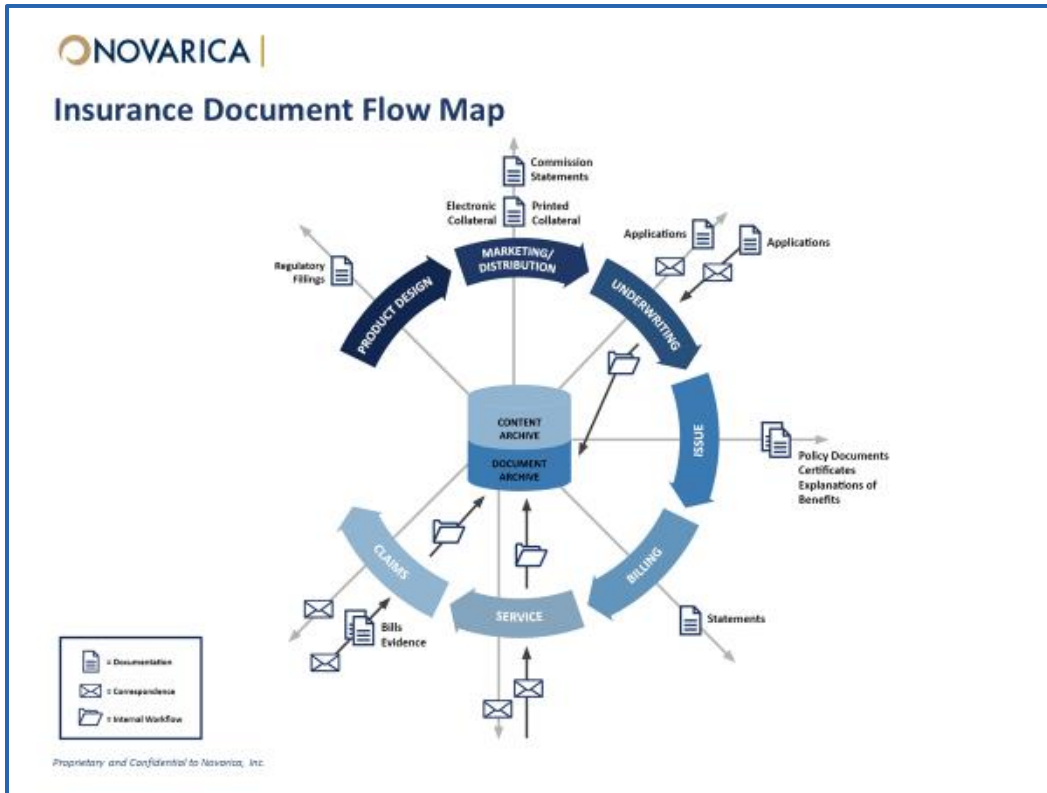 NOVARICA
Insurance Document Flow Map
Commission
Statements
Electronic
Collateral
Printed
Collateral
Applications
Applications
Regulatory
Fillings
MARKETING/
DISTRIBUTION
PRODUCT DESIGN
UNDERWRITING
CONTENT
ARCHIVE
DOCUMENT
ARCHIVE
ISSUE
Policy Documents
Certificates
Explanations of
Benefits
BILLING
CLAIMS
SERVICE
Statements
Bills
Evidence
= Documentation
= Correspondence
= Internal Workflow
Proprietary and Confidential to Novarica, Inc.